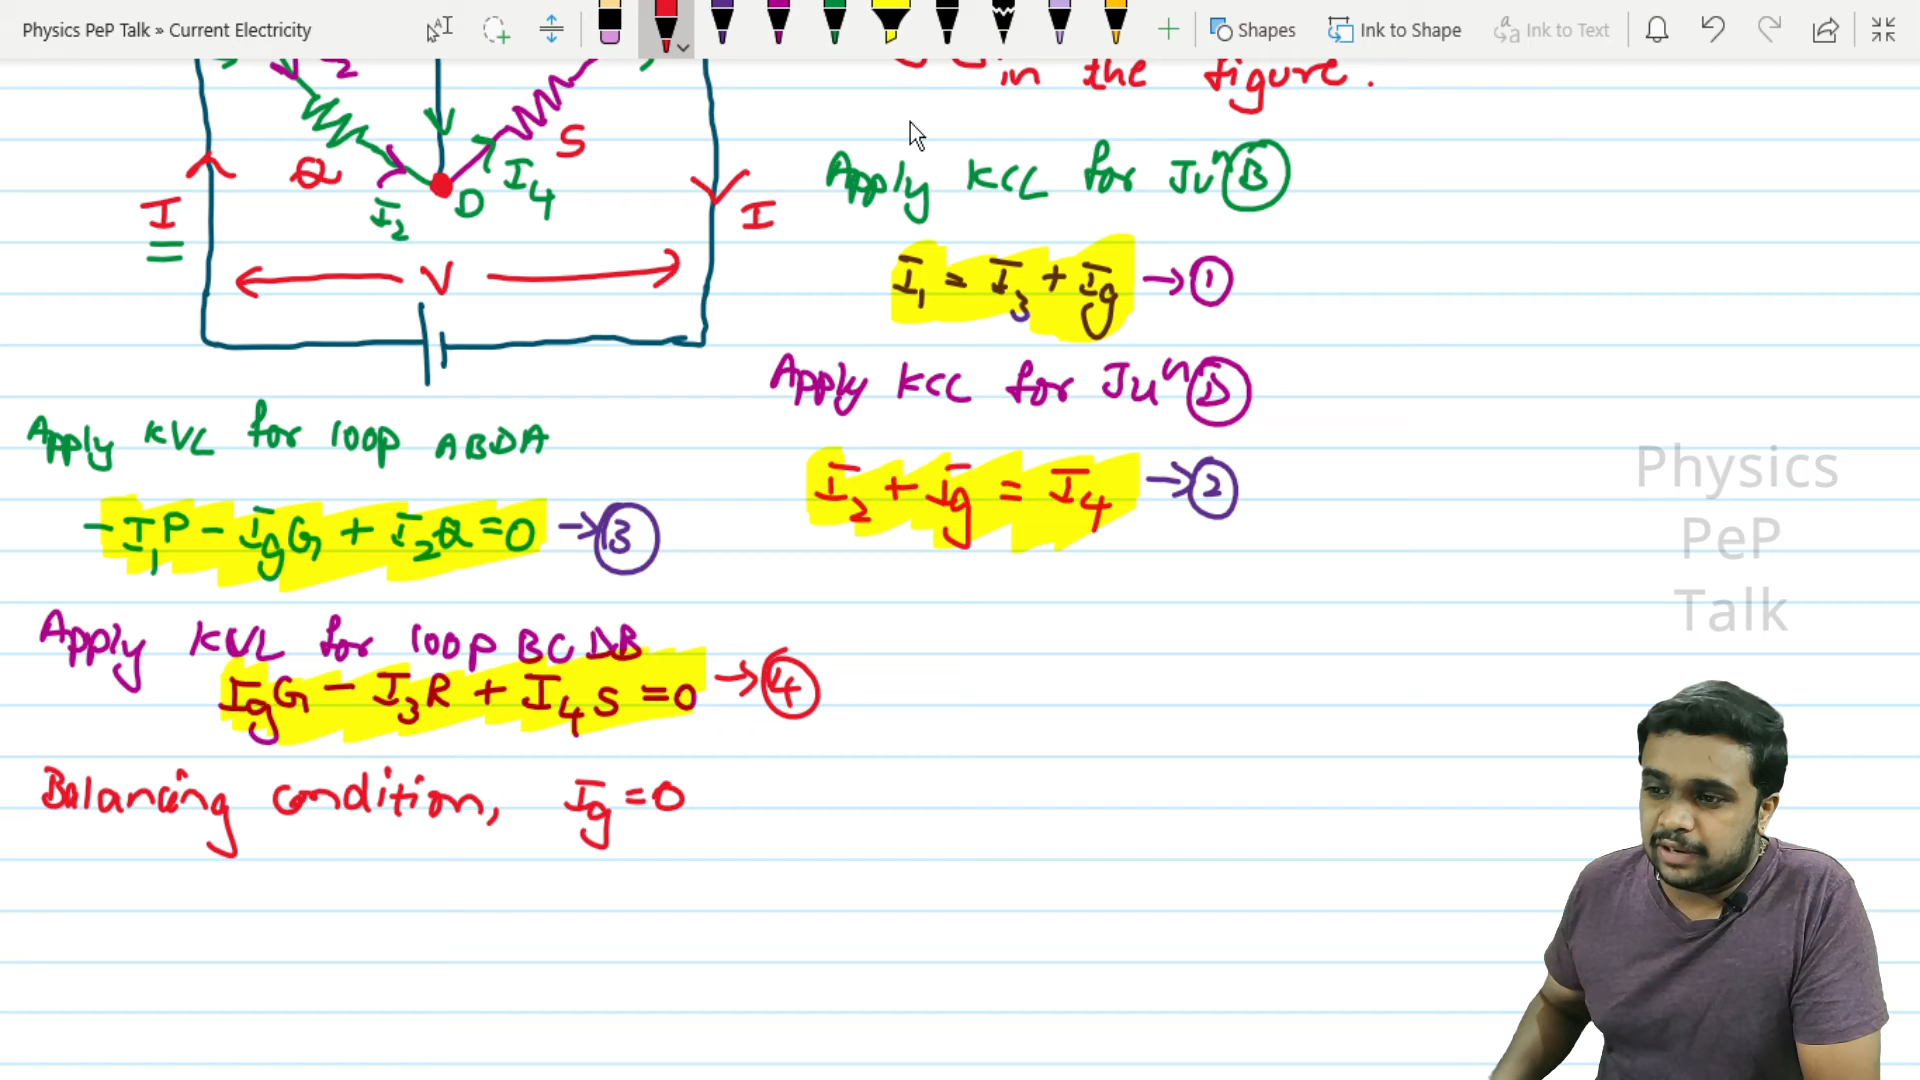 Physics PeP Talk » Current Electricity
Shapes
Ink to Shape
Ink to Text
in the figure.
2
Q
S
I₂
D
I₄
I
I
V
Apply KCL for Juⁿ B
I₁ = I₃ + Ig → 1
Apply KCC for Juⁿ D
I₂ + Ig = I₄ → 2
Apply KVL for loop ABDA
- I₁P - IgG + I₂Q = 0 → 3
Apply KVL for loop BCDB
IgG - I₃R + I₄S = 0 → 4
Balancing condition, Ig = 0
Physics
PeP
Talk